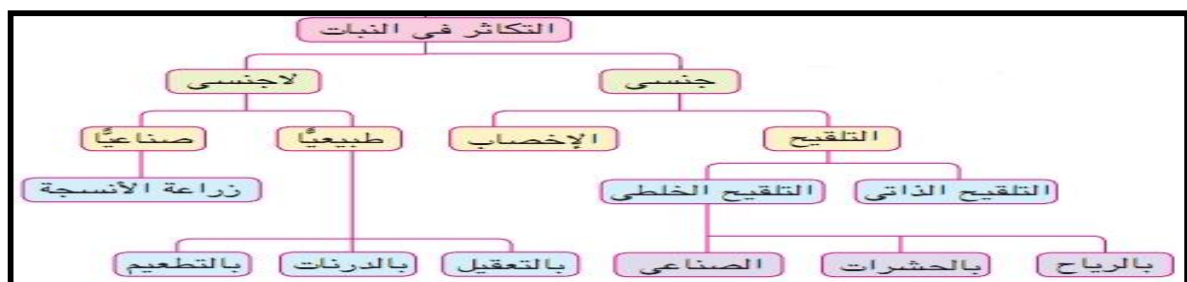 التكاثر في النبات
جنسى
لاجنسى
التلقيح
الإخصاب
طبيعيًّا
صناعيًّا
التلقيح الذاتى
التلقيح الخلطى
زراعة الأنسجة
بالرياح
بالحشرات
الصناعى
بالتعقيل
بالدرنات
بالتطعيم